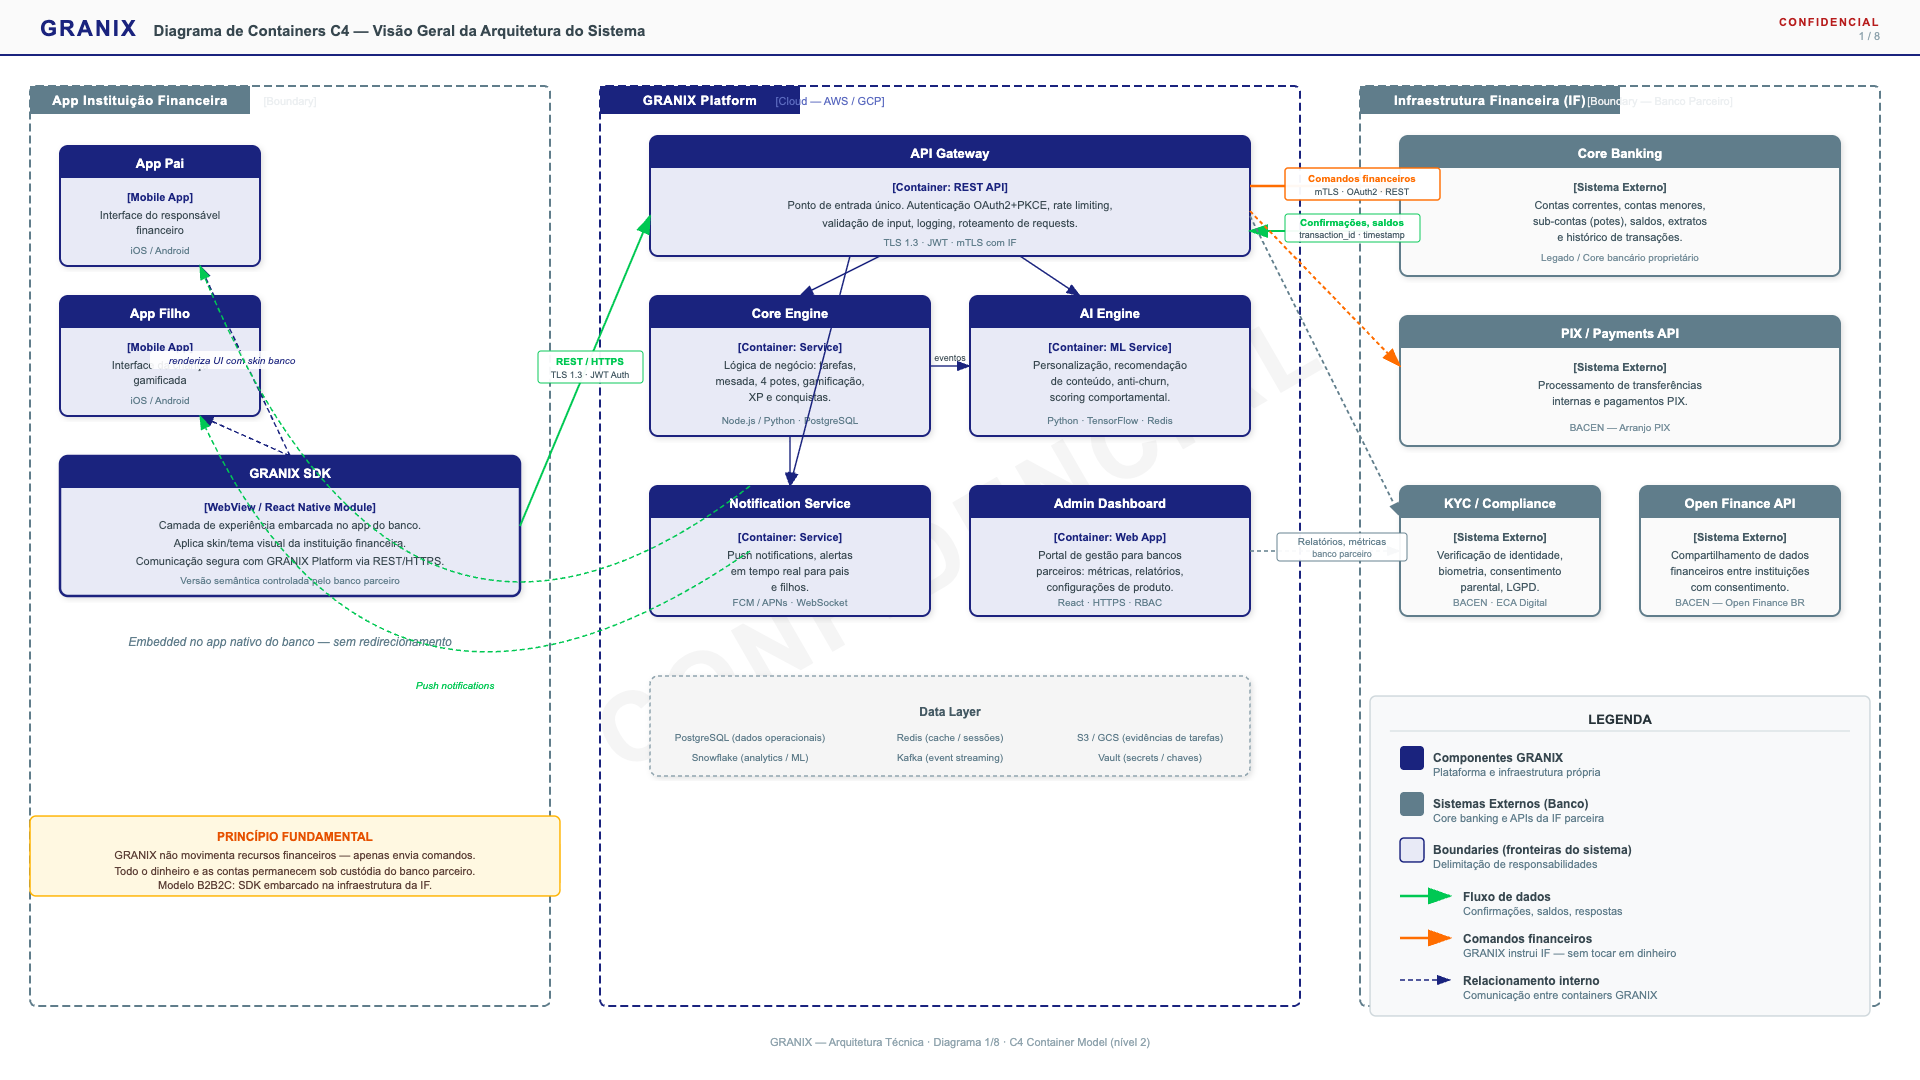 GRANIX Diagrama de Containers C4 — Visão Geral da Arquitetura do Sistema
CONFIDENCIAL
1 / 8
App Instituição Financeira [Boundary]
App Pai
[Mobile App]
Interface do responsável
financeiro
iOS / Android
App Filho
[Mobile App]
gamificada
iOS / Android
renderiza UI com skin banco
GRANIX SDK
[WebView / React Native Module]
Camada de experiência embarcada no app do banco.
Aplica skin/tema visual da instituição financeira.
Comunicação segura com GRANIX Platform via REST/HTTPS.
Versão semântica controlada pelo banco parceiro
Embedded no app nativo do banco — sem redirecionamento
Push notifications
PRINCÍPIO FUNDAMENTAL
GRANIX não movimenta recursos financeiros — apenas envia comandos.
Todo o dinheiro e as contas permanecem sob custódia do banco parceiro.
Modelo B2B2C: SDK embarcado na infraestrutura da IF.
REST / HTTPS
TLS 1.3 · JWT Auth
GRANIX Platform [Cloud — AWS / GCP]
API Gateway
[Container: REST API]
Ponto de entrada único. Autenticação OAuth2+PKCE, rate limiting,
validação de input, logging, roteamento de requests.
TLS 1.3 · JWT · mTLS com IF
Core Engine
[Container: Service]
Lógica de negócio: tarefas,
mesada, 4 potes, gamificação,
XP e conquistas.
Node.js / Python · PostgreSQL
eventos
AI Engine
[Container: ML Service]
Personalização, recomendação
de conteúdo, anti-churn,
scoring comportamental.
Python · TensorFlow · Redis
Notification Service
[Container: Service]
Push notifications, alertas
em tempo real para pais
e filhos.
FCM / APNs · WebSocket
Admin Dashboard
[Container: Web App]
Portal de gestão para bancos
parceiros: métricas, relatórios,
configurações de produto.
React · HTTPS · RBAC
CONFIDENCIAL
Data Layer
PostgreSQL (dados operacionais) Redis (cache / sessões) S3 / GCS (evidências de tarefas)
Snowflake (analytics / ML) Kafka (event streaming) Vault (secrets / chaves)
Comandos financeiros
mTLS · OAuth2 · REST
Confirmações, saldos
transaction_id · timestamp
Relatórios, métricas
banco parceiro
Infraestrutura Financeira (IF) [Boundary — Banco Parceiro]
Core Banking
[Sistema Externo]
Contas correntes, contas menores,
sub-contas (potes), saldos, extratos
e histórico de transações.
Legado / Core bancário proprietário
PIX / Payments API
[Sistema Externo]
Processamento de transferências
internas e pagamentos PIX.
BACEN — Arranjo PIX
KYC / Compliance
[Sistema Externo]
Verificação de identidade,
biometria, consentimento
parental, LGPD.
BACEN · ECA Digital
Open Finance API
[Sistema Externo]
Compartilhamento de dados
financeiros entre instituições
com consentimento.
BACEN — Open Finance BR
LEGENDA
Componentes GRANIX
Plataforma e infraestrutura própria
Sistemas Externos (Banco)
Core banking e APIs da IF parceira
Boundaries (fronteiras do sistema)
Delimitação de responsabilidades
Fluxo de dados
Confirmações, saldos, respostas
Comandos financeiros
GRANIX instrui IF — sem tocar em dinheiro
Relacionamento interno
Comunicação entre containers GRANIX
GRANIX — Arquitetura Técnica · Diagrama 1/8 · C4 Container Model (nível 2)